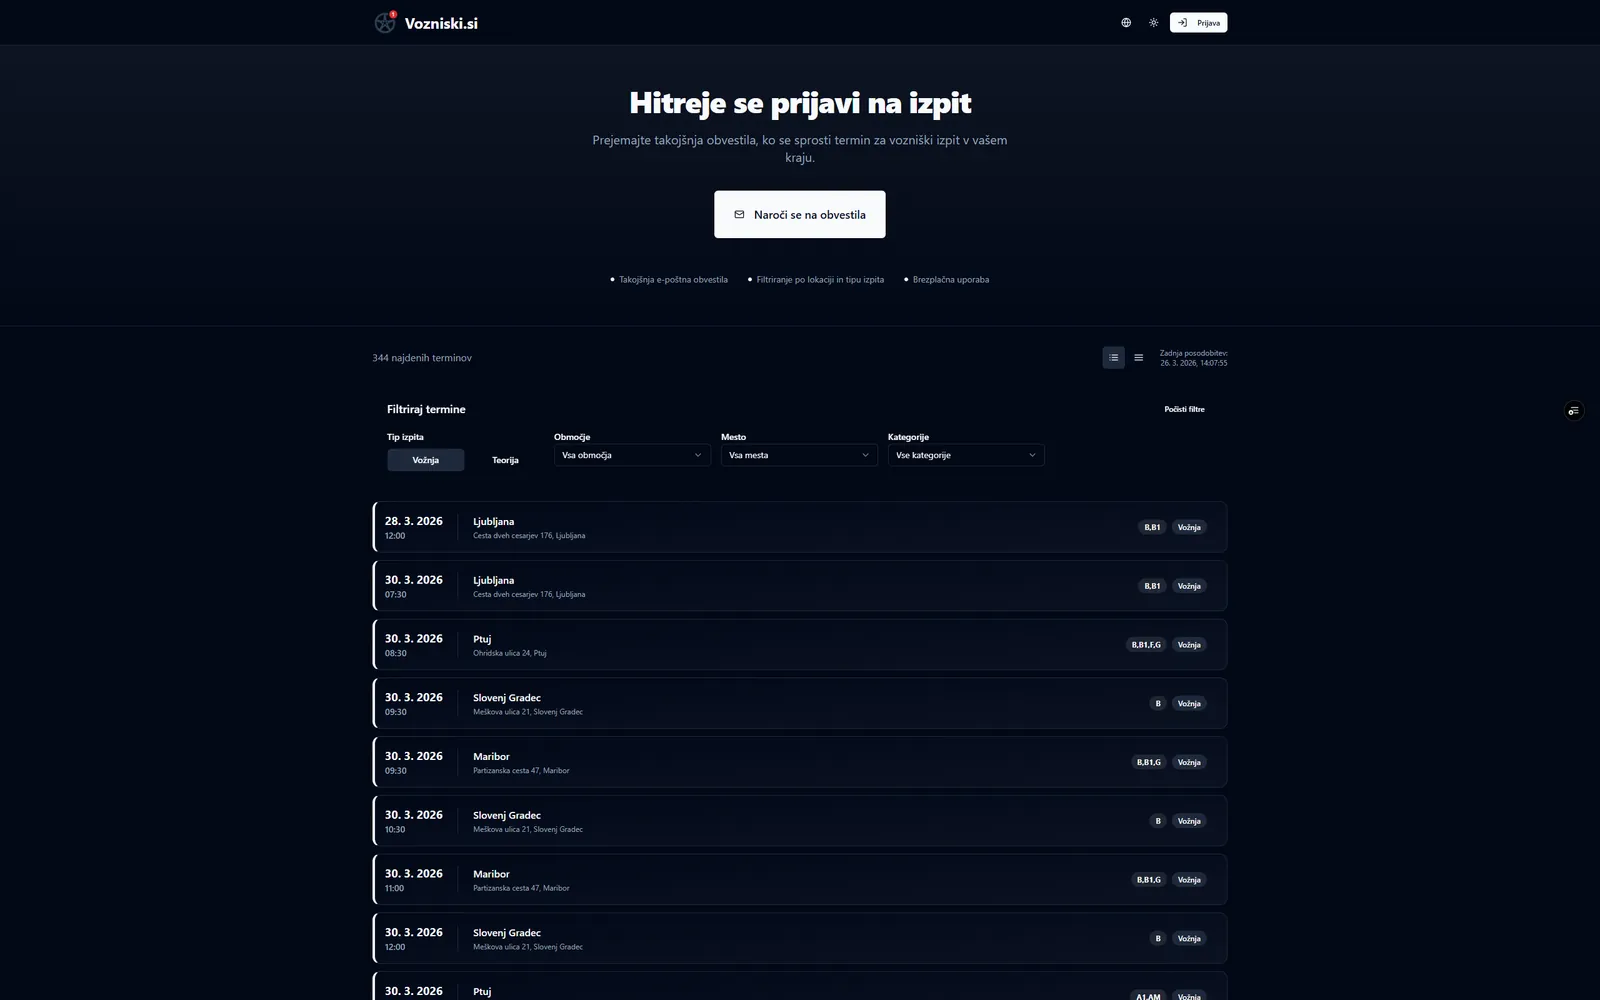 1
Vozniski.si
Prijava
Hitreje se prijavi na izpit
Prejemajte takojšnja obvestila, ko se sprosti termin za vozniški izpit v vašem
kraju.
Naroči se na obvestila
Takojšnja e-poštna obvestila
Filtriranje po lokaciji in tipu izpita
Brezplačna uporaba
344 najdenih terminov
Zadnja posodobitev:
26. 3. 2026, 14:07:55
Filtriraj termine
Počisti filtre
Tip izpita
Vožnja
Teorija
Območje
Vsa območja
Mesto
Vsa mesta
Kategorije
Vse kategorije
28. 3. 2026
12:00
Ljubljana
Cesta dveh cesarjev 176, Ljubljana
B,B1
Vožnja
30. 3. 2026
07:30
Ljubljana
Cesta dveh cesarjev 176, Ljubljana
B,B1
Vožnja
30. 3. 2026
08:30
Ptuj
Ohridska ulica 24, Ptuj
B,B1,F,G
Vožnja
30. 3. 2026
09:30
Slovenj Gradec
Meškova ulica 21, Slovenj Gradec
B
Vožnja
30. 3. 2026
09:30
Maribor
Partizanska cesta 47, Maribor
B,B1,G
Vožnja
30. 3. 2026
10:30
Slovenj Gradec
Meškova ulica 21, Slovenj Gradec
B
Vožnja
30. 3. 2026
11:00
Maribor
Partizanska cesta 47, Maribor
B,B1,G
Vožnja
30. 3. 2026
12:00
Slovenj Gradec
Meškova ulica 21, Slovenj Gradec
B
Vožnja
30. 3. 2026
Ptuj
A1,AM
Vožnja